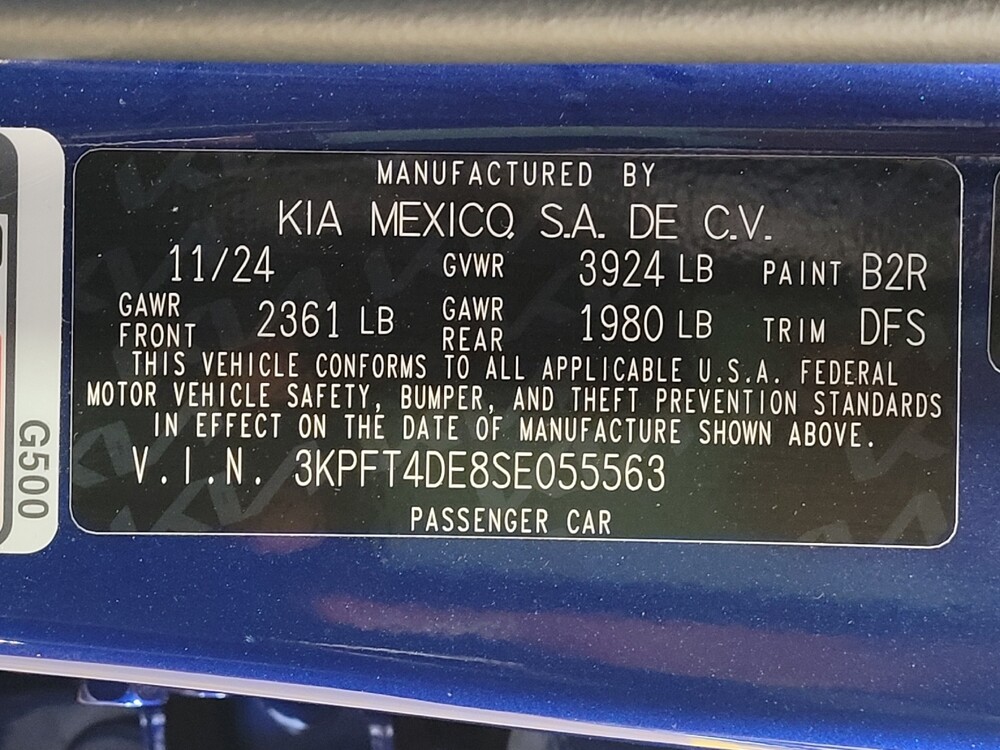 MANUFACTURED BY
KIA MEXICO, S.A. DE C.V.
11/24 GVWR 3924 LB PAINT B2R
GAWR FRONT 2361 LB GAWR REAR 1980 LB TRIM DFS
THIS VEHICLE CONFORMS TO ALL APPLICABLE U.S.A. FEDERAL
MOTOR VEHICLE SAFETY, BUMPER, AND THEFT PREVENTION STANDARDS
IN EFFECT ON THE DATE OF MANUFACTURE SHOWN ABOVE.
V.I.N. 3KPFT4DE8SE055563
PASSENGER CAR
G500